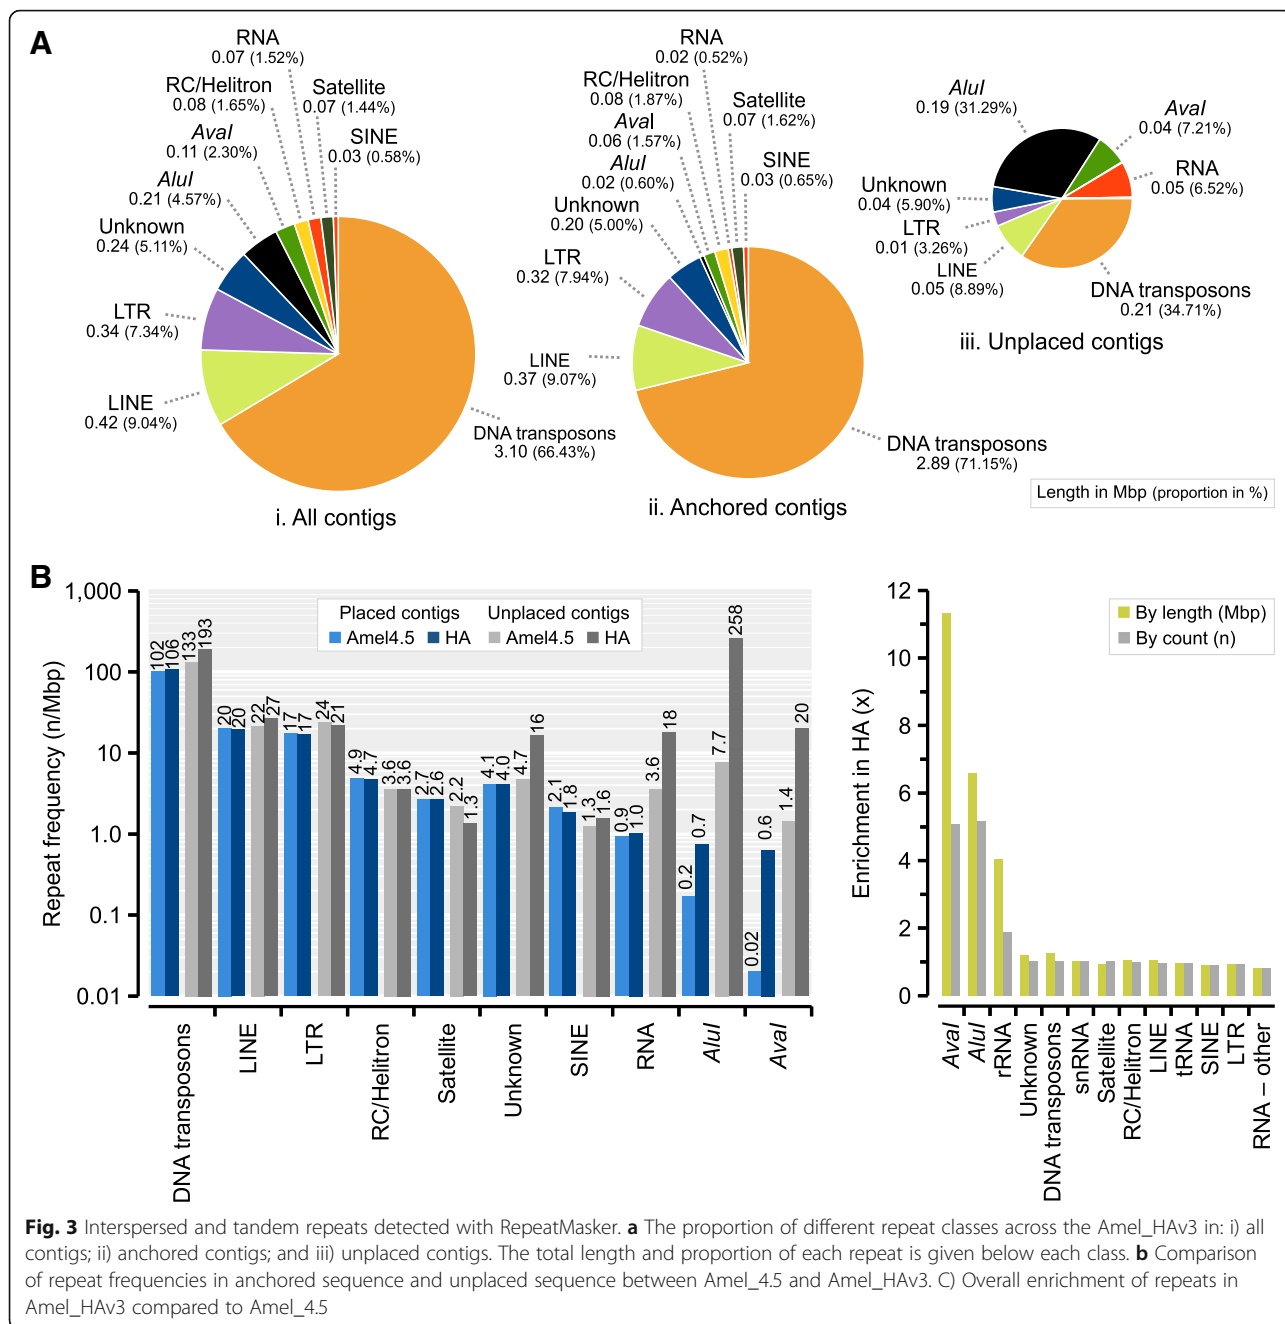 A
RNA
0.07 (1.52%)
RC/Helitron
0.08 (1.65%)
Satellite
0.07 (1.44%)
AvaI
0.11 (2.30%)
SINE
0.03 (0.58%)
AluI
0.21 (4.57%)
Unknown
0.24 (5.11%)
LTR
0.34 (7.34%)
LINE
0.42 (9.04%)
DNA transposons
3.10 (66.43%)
i. All contigs
RNA
0.02 (0.52%)
RC/Helitron
0.08 (1.87%)
Satellite
0.07 (1.62%)
AvaI
0.06 (1.57%)
SINE
0.03 (0.65%)
AluI
0.02 (0.60%)
Unknown
0.20 (5.00%)
LTR
0.32 (7.94%)
LINE
0.37 (9.07%)
DNA transposons
2.89 (71.15%)
ii. Anchored contigs
AluI
0.19 (31.29%)
AvaI
0.04 (7.21%)
RNA
0.05 (6.52%)
Unknown
0.04 (5.90%)
LTR
0.01 (3.26%)
LINE
0.05 (8.89%)
DNA transposons
0.21 (34.71%)
iii. Unplaced contigs
Length in Mbp (proportion in %)
B
Repeat frequency (n/Mbp)
1,000
100
10
1.0
0.1
0.01
Placed contigs Unplaced contigs
Amel4.5 HA Amel4.5 HA
102 106 133 193
20 20 22 27
17 17 24 21
4.9 4.7 3.6 3.6
2.7 2.6 2.2 1.3
4.1 4.0 4.7 16
2.1 1.8 1.3 1.6
0.9 1.0 3.6 18
0.2 0.7 7.7 258
0.02 0.6 1.4 20
DNA transposons
LINE
LTR
RC/Helitron
Satellite
Unknown
SINE
RNA
AluI
AvaI
Enrichment in HA (x)
12
10
8
6
4
2
0
By length (Mbp)
By count (n)
AvaI
AluI
rRNA
Unknown
DNA transposons
snRNA
Satellite
RC/Helitron
LINE
tRNA
SINE
LTR
RNA – other
Fig. 3 Interspersed and tandem repeats detected with RepeatMasker. a The proportion of different repeat classes across the Amel_HAv3 in: i) all
contigs; ii) anchored contigs; and iii) unplaced contigs. The total length and proportion of each repeat is given below each class. b Comparison
of repeat frequencies in anchored sequence and unplaced sequence between Amel_4.5 and Amel_HAv3. C) Overall enrichment of repeats in
Amel_HAv3 compared to Amel_4.5